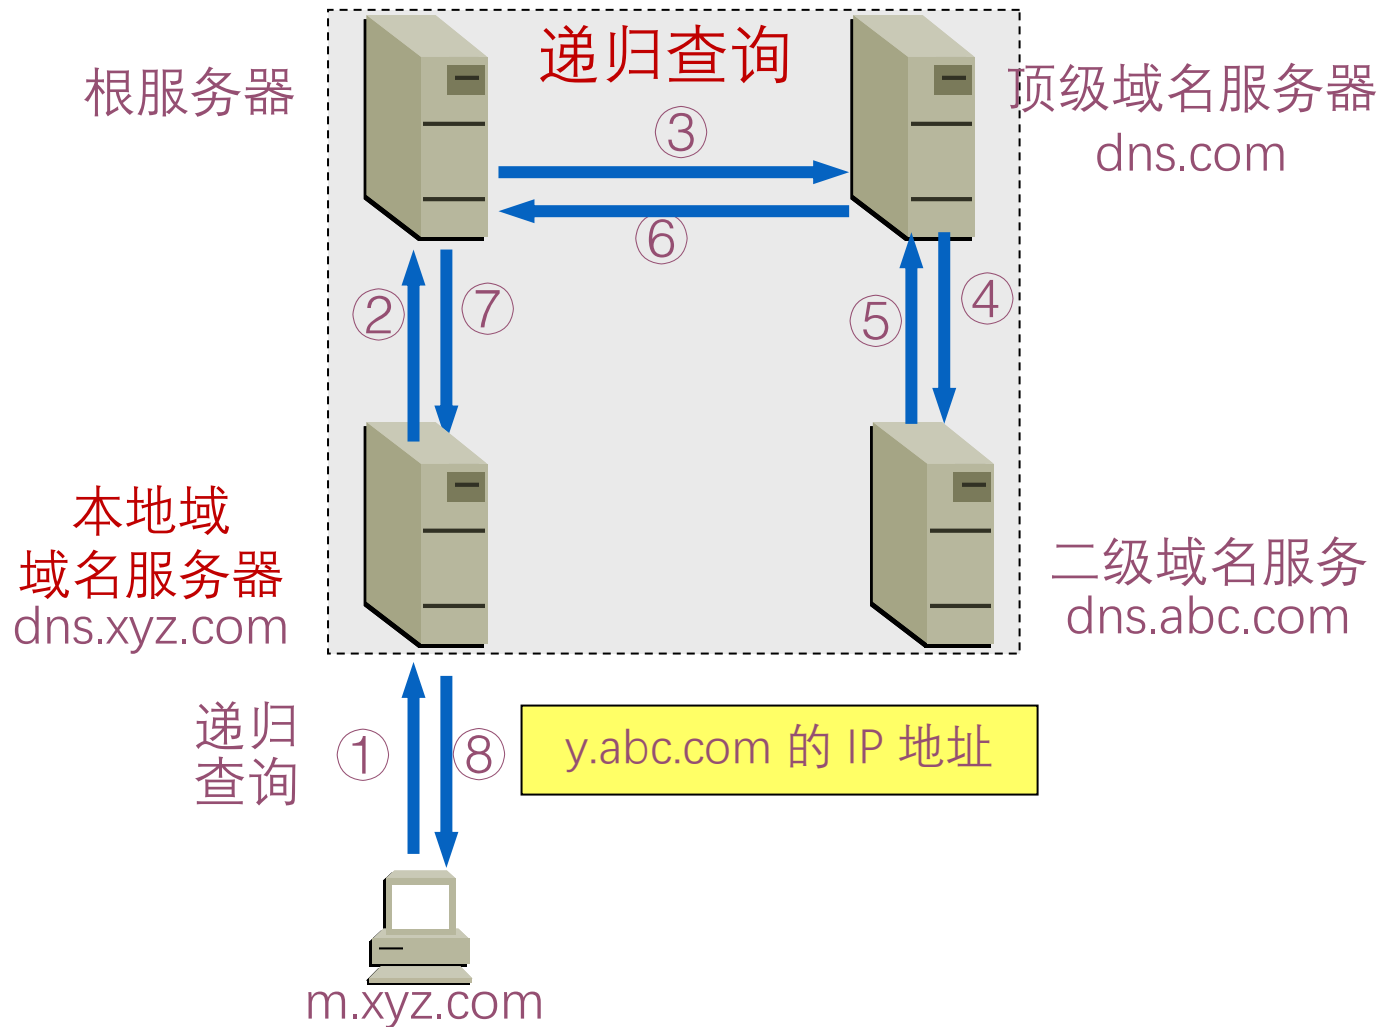 递归查询
根服务器
顶级域名服务器
dns.com
③
⑥
②
⑦
⑤
④
本地域
域名服务器
dns.xyz.com
二级域名服务
dns.abc.com
递归
查询
①
⑧
y.abc.com 的 IP 地址
m.xyz.com